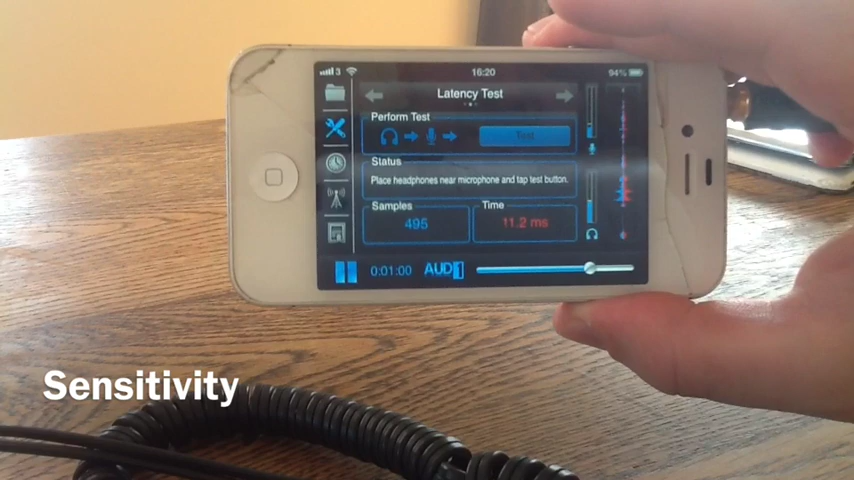 3 16:20 94%
Latency Test
Perform Test
Test
Status
Place headphones near microphone and tap test button.
Samples Time
495 11.2 ms
0:01:00 AUD
Sensitivity